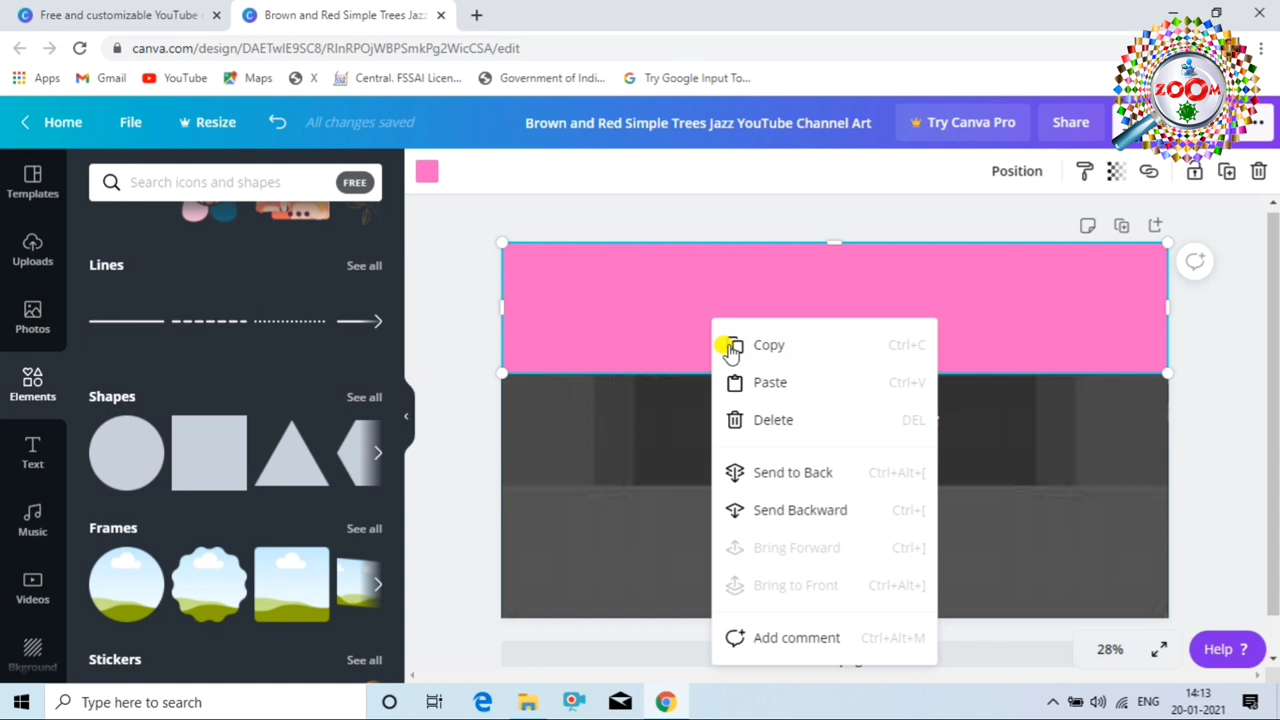 Free and customizable YouTube
Brown and Red Simple Trees Jaz
canva.com/design/DAETwIE9SC8/RInRPOjWBPSmkPg2WicCSA/edit
Apps
Gmail
YouTube
Maps
X
Central. FSSAI Licen...
Government of Indi...
Try Google Input To...
ZOOM
Home
File
Resize
All changes saved
Brown and Red Simple Trees Jazz YouTube Channel Art
Try Canva Pro
Share
Templates
Search icons and shapes
FREE
Position
Uploads
Lines
See all
Photos
Elements
Shapes
See all
Text
Frames
See all
Music
Videos
Bkground
Stickers
See all
Copy Ctrl+C
Paste Ctrl+V
Delete DEL
Send to Back Ctrl+Alt+[
Send Backward Ctrl+[
Bring Forward Ctrl+]
Bring to Front Ctrl+Alt+]
Add comment Ctrl+Alt+M
28%
Help ?
Type here to search
ENG
14:13
20-01-2021